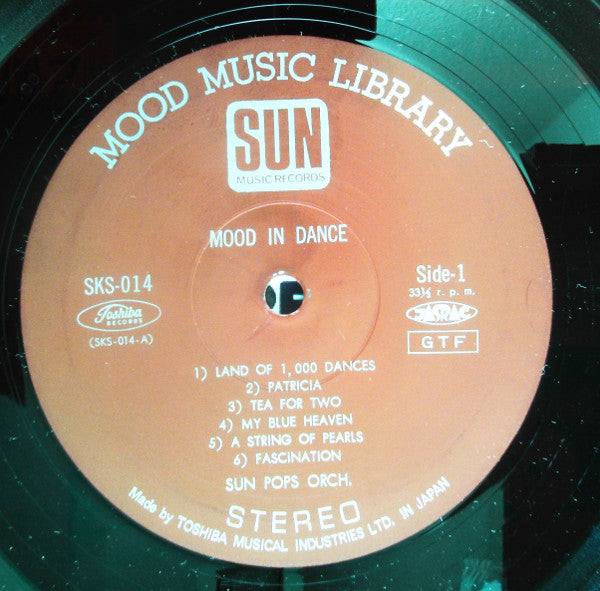 MOOD MUSIC LIBRARY
SUN
MUSIC RECORDS
MOOD IN DANCE
SKS-014
Side-1
33⅓ r. p. m.
Toshiba
RECORDS
JASRAC
(SKS-014-A)
GTF
1) LAND OF 1,000 DANCES
2) PATRICIA
3) TEA FOR TWO
4) MY BLUE HEAVEN
5) A STRING OF PEARLS
6) FASCINATION
SUN POPS ORCH.
STEREO
Made by TOSHIBA MUSICAL INDUSTRIES LTD. IN JAPAN